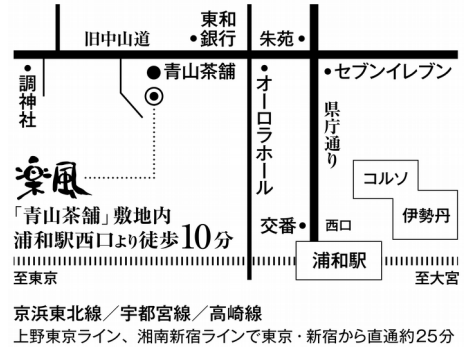 旧中山道
東和
銀行
朱苑
調神社
青山茶舗
オーロラホール
セブンイレブン
県庁通り
楽風
「青山茶舗」敷地内
浦和駅西口より徒歩10分
コルソ
伊勢丹
交番
西口
浦和駅
至東京
至大宮
京浜東北線／宇都宮線／高崎線
上野東京ライン、湘南新宿ラインで東京・新宿から直通約25分